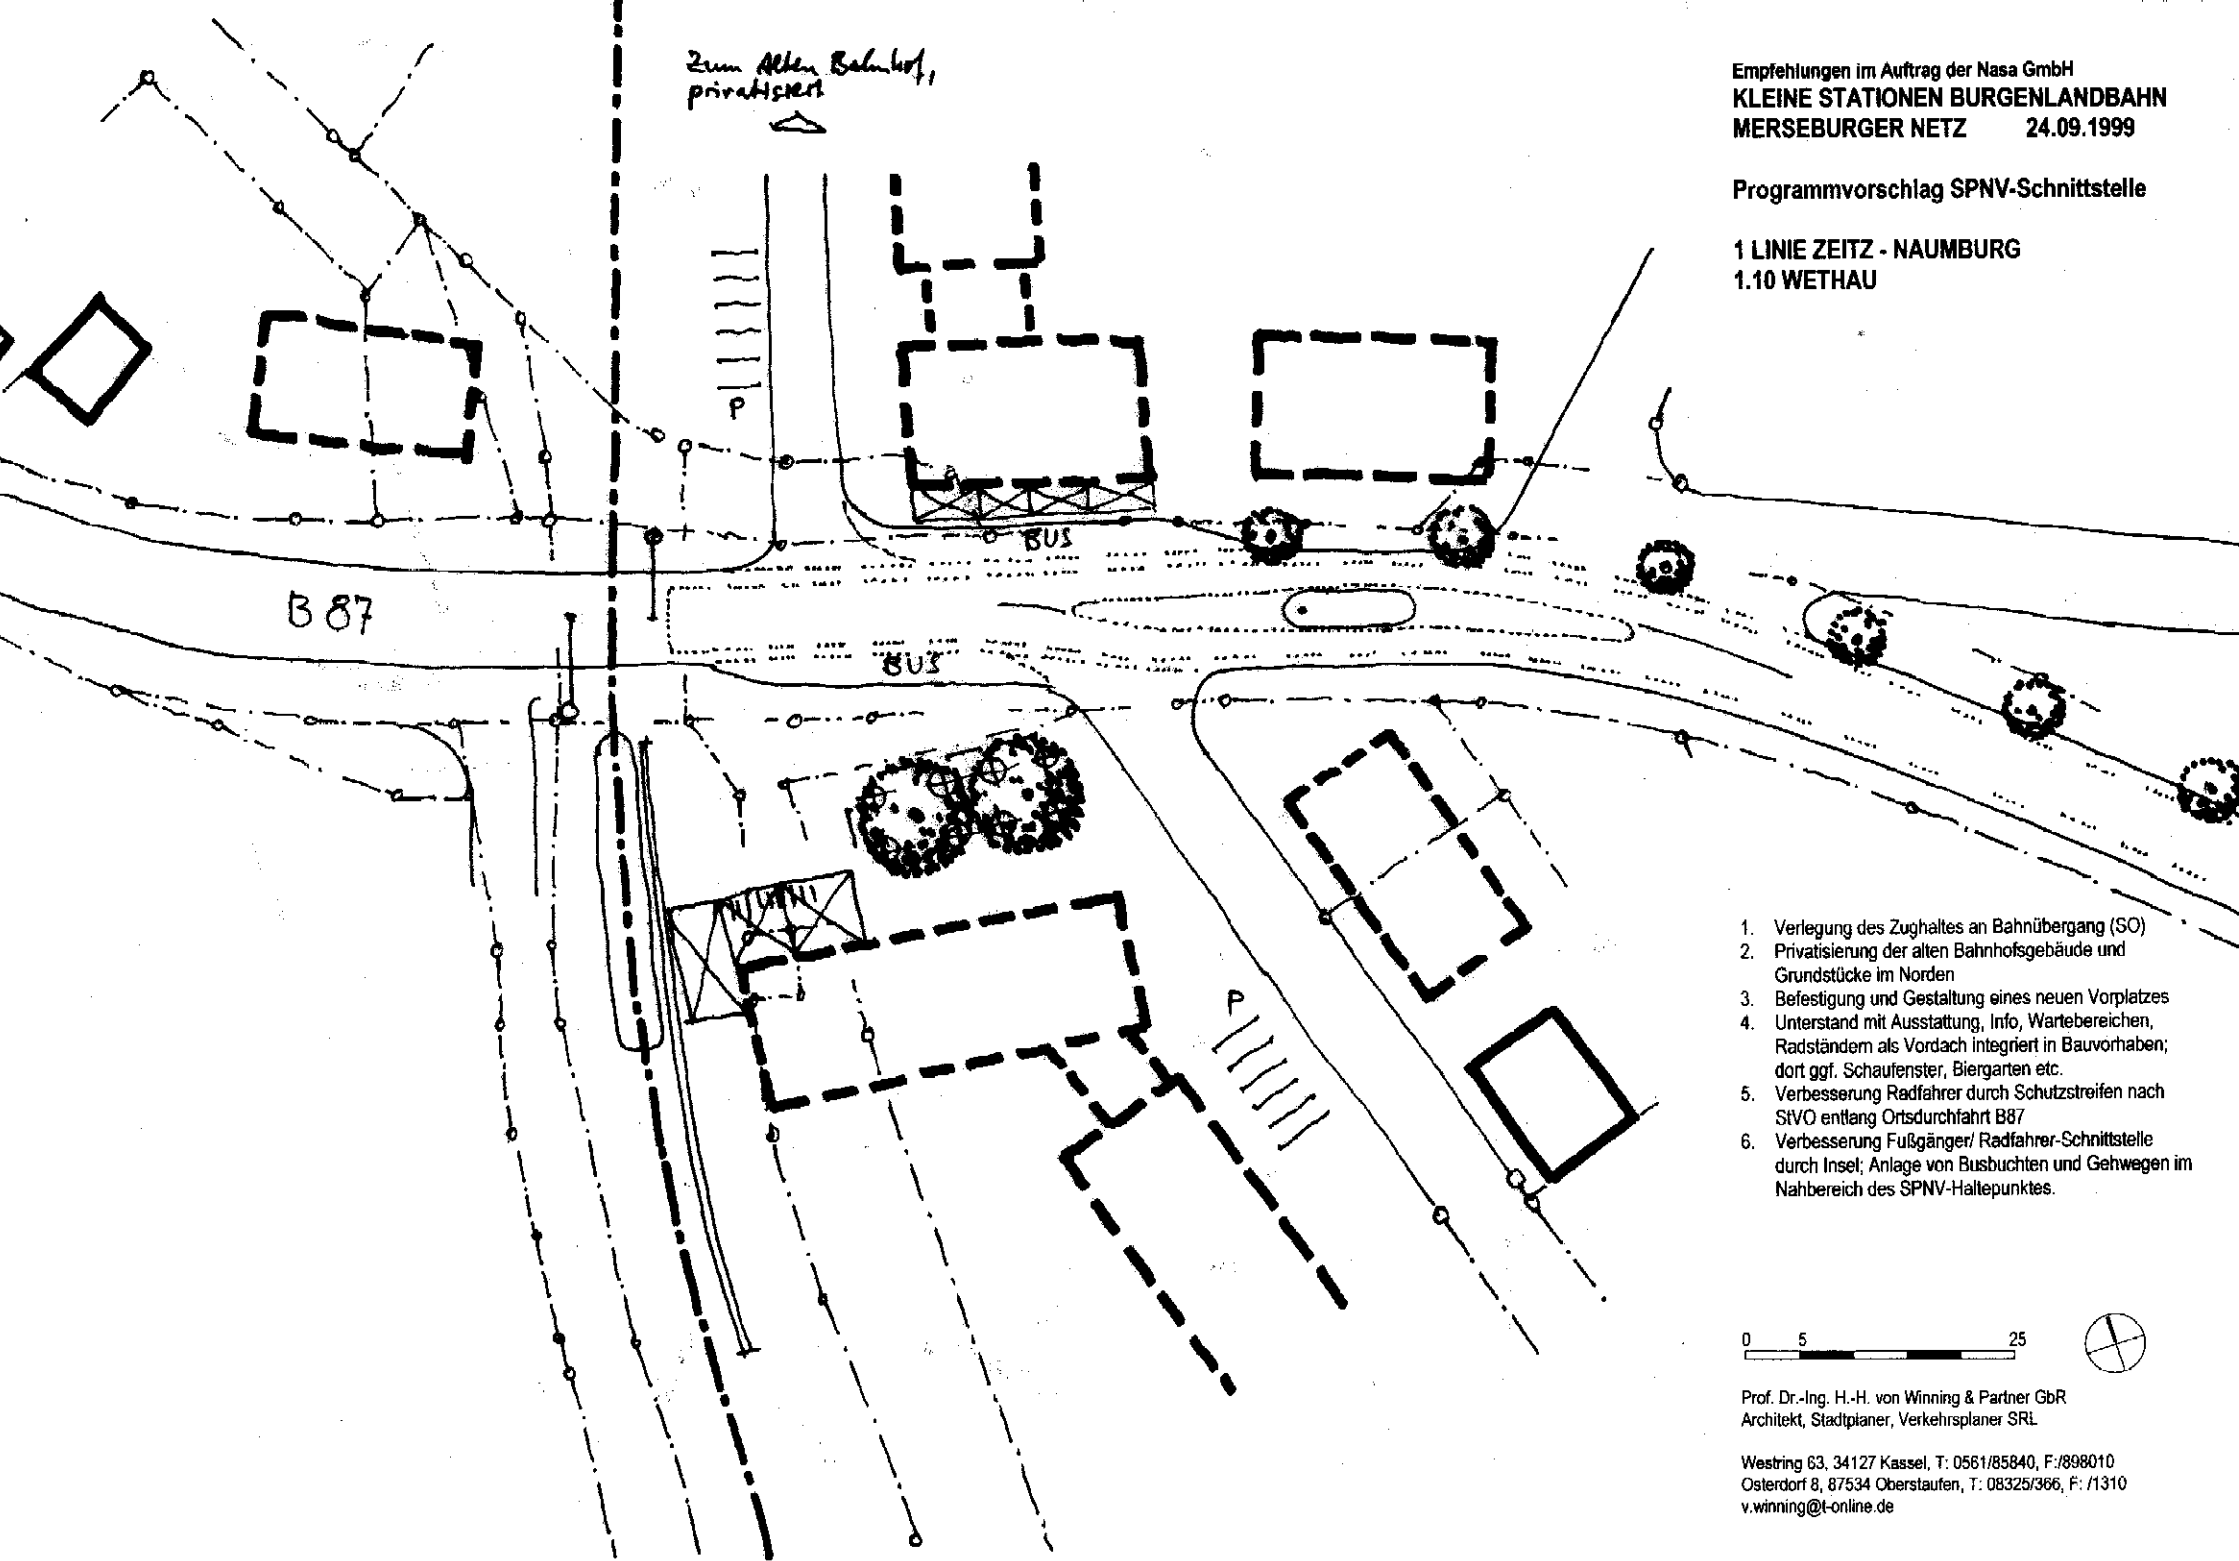 Zum Alten Bahnhof,
privatisiert
Empfehlungen im Auftrag der Nasa GmbH
KLEINE STATIONEN BURGENLANDBAHN
MERSEBURGER NETZ 24.09.1999
Programmvorschlag SPNV-Schnittstelle
1 LINIE ZEITZ - NAUMBURG
1.10 WETHAU
P
BUS
B 87
BUS
P
1. Verlegung des Zughaltes an Bahnübergang (SO)
2. Privatisierung der alten Bahnhofsgebäude und
Grundstücke im Norden
3. Befestigung und Gestaltung eines neuen Vorplatzes
4. Unterstand mit Ausstattung, Info, Wartebereichen,
Radständern als Vordach integriert in Bauvorhaben;
dort ggf. Schaufenster, Biergarten etc.
5. Verbesserung Radfahrer durch Schutzstreifen nach
StVO entlang Ortsdurchfahrt B87
6. Verbesserung Fußgänger/ Radfahrer-Schnittstelle
durch Insel; Anlage von Busbuchten und Gehwegen im
Nahbereich des SPNV-Haltepunktes.
0 5 25
Prof. Dr.-Ing. H.-H. von Winning & Partner GbR
Architekt, Stadtplaner, Verkehrsplaner SRL
Westring 63, 34127 Kassel, T: 0561/85840, F:/898010
Osterdorf 8, 87534 Oberstaufen, T: 08325/366, F: /1310
v.winning@t-online.de